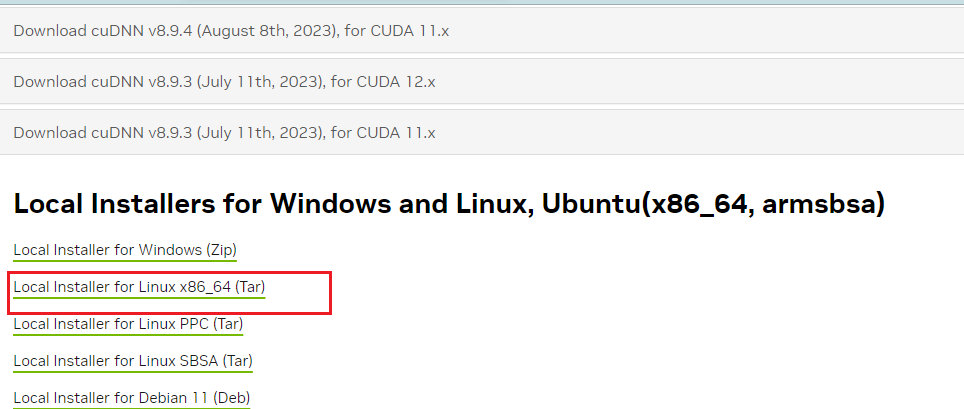 Download cuDNN v8.9.4 (August 8th, 2023), for CUDA 11.x
Download cuDNN v8.9.3 (July 11th, 2023), for CUDA 12.x
Download cuDNN v8.9.3 (July 11th, 2023), for CUDA 11.x
Local Installers for Windows and Linux, Ubuntu(x86_64, armsbsa)
Local Installer for Windows (Zip)
Local Installer for Linux x86_64 (Tar)
Local Installer for Linux PPC (Tar)
Local Installer for Linux SBSA (Tar)
Local Installer for Debian 11 (Deb)